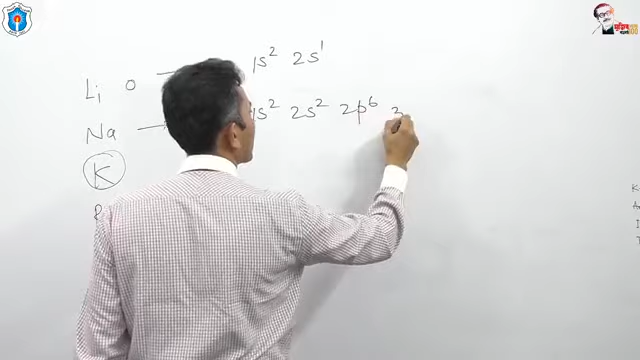 Li 0 → 1s² 2s¹
Na → 1s² 2s² 2p⁶ 3
K
R